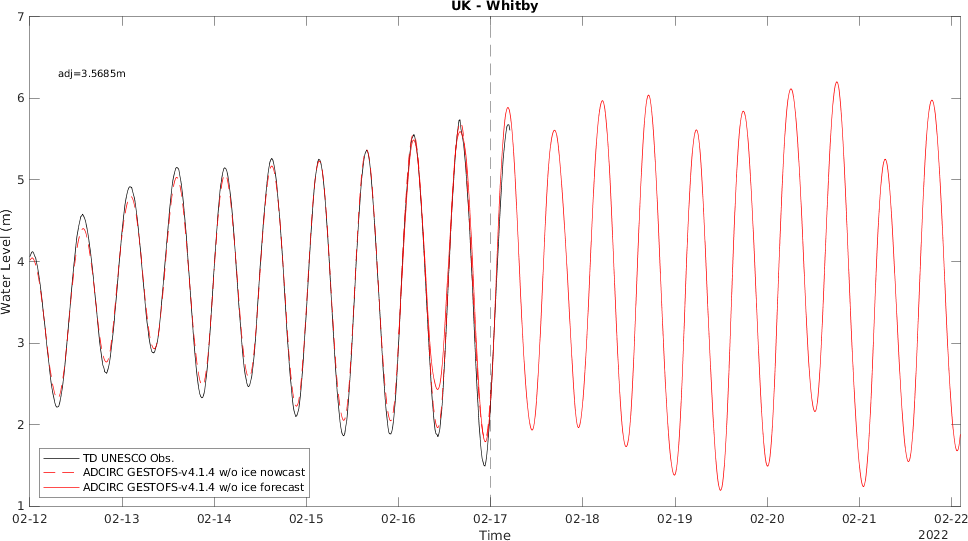 UK - Whitby
7
adj=3.5685m
6
5
4
3
2
1
Water Level (m)
TD UNESCO Obs.
ADCIRC GESTOFS-v4.1.4 w/o ice nowcast
ADCIRC GESTOFS-v4.1.4 w/o ice forecast
02-12 02-13 02-14 02-15 02-16 02-17 02-18 02-19 02-20 02-21 02-22
Time
2022